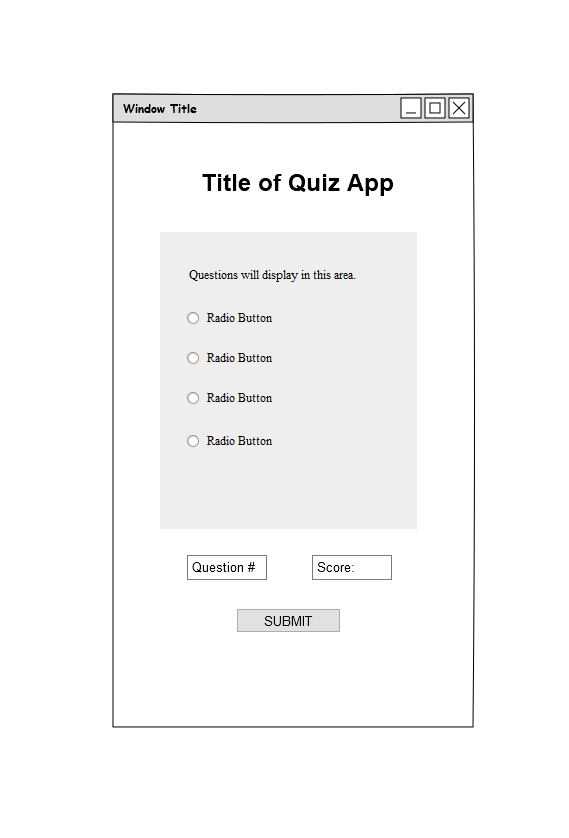 Window Title
Title of Quiz App
Questions will display in this area.
Radio Button
Radio Button
Radio Button
Radio Button
Question #
Score:
SUBMIT